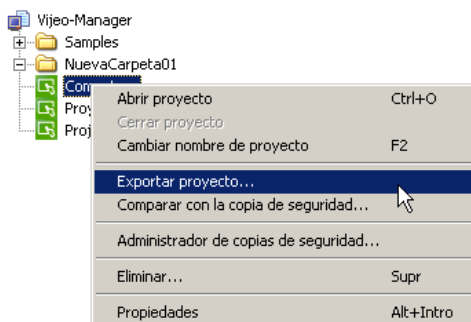 Vijeo-Manager
Samples
NuevaCarpeta01
Abrir proyecto Ctrl+O
Cerrar proyecto
Cambiar nombre de proyecto F2
Exportar proyecto...
Comparar con la copia de seguridad...
Administrador de copias de seguridad...
Eliminar... Supr
Propiedades Alt+Intro